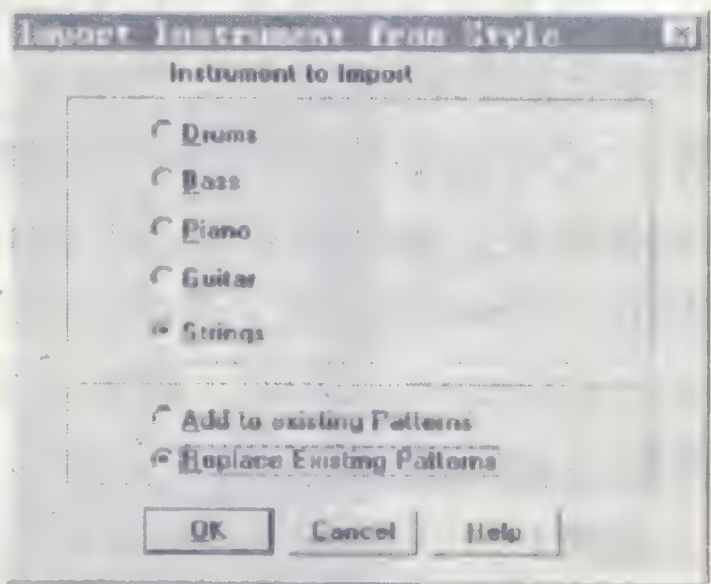 Import Instrument from Style
Instrument to Import
Drums
Bass
Piano
Guitar
Strings
Add to existing Patterns
Replace Existing Patterns
OK Cancel Help